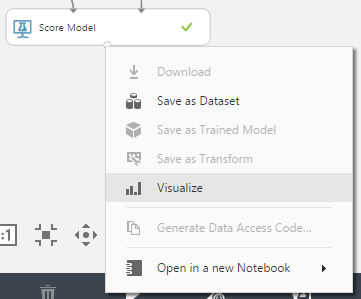 Score Model
Download
Save as Dataset
Save as Trained Model
Save as Transform
Visualize
Generate Data Access Code...
Open in a new Notebook
:1